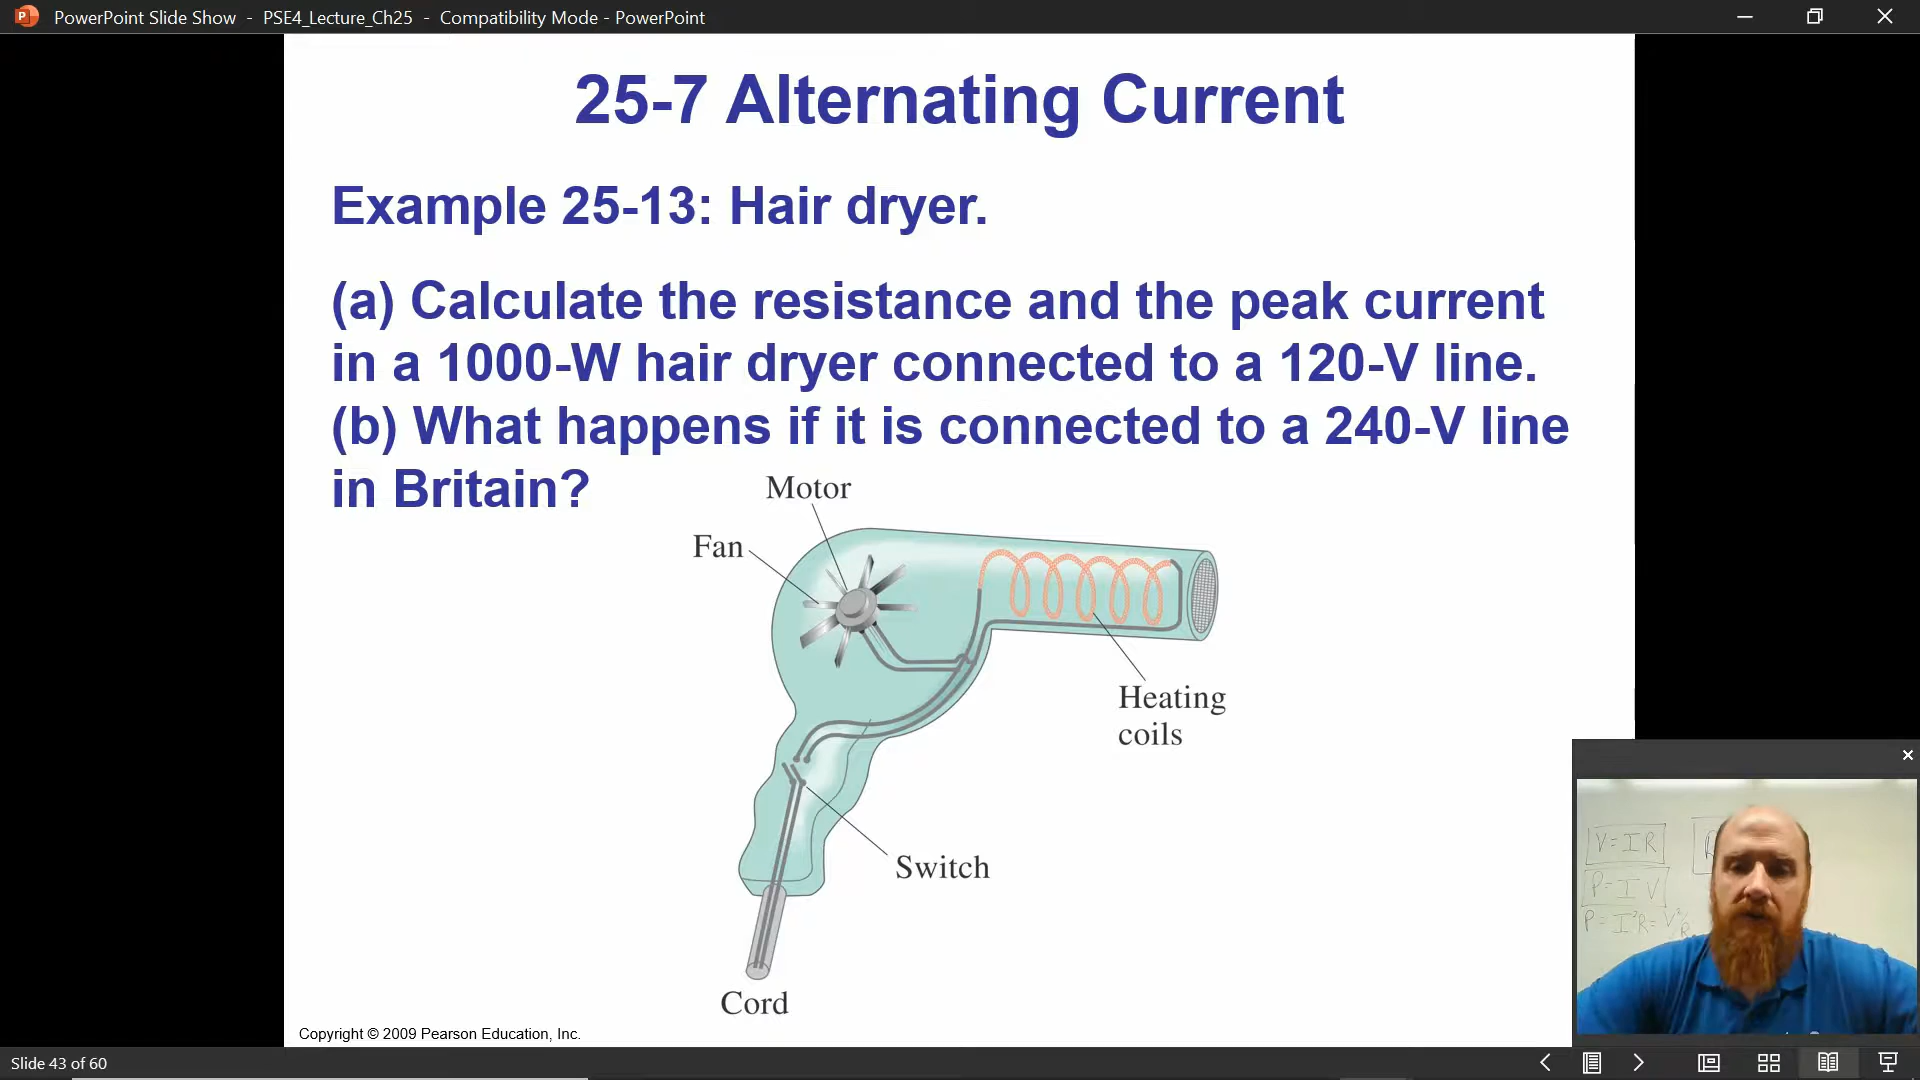 PowerPoint Slide Show - PSE4_Lecture_Ch25 - Compatibility Mode - PowerPoint
25-7 Alternating Current
Example 25-13: Hair dryer.
(a) Calculate the resistance and the peak current
in a 1000-W hair dryer connected to a 120-V line.
(b) What happens if it is connected to a 240-V line
in Britain?
Motor
Fan
Heating
coils
Switch
Cord
V = I R
P = I V
P = I²R = V²/R
Copyright © 2009 Pearson Education, Inc.
Slide 43 of 60